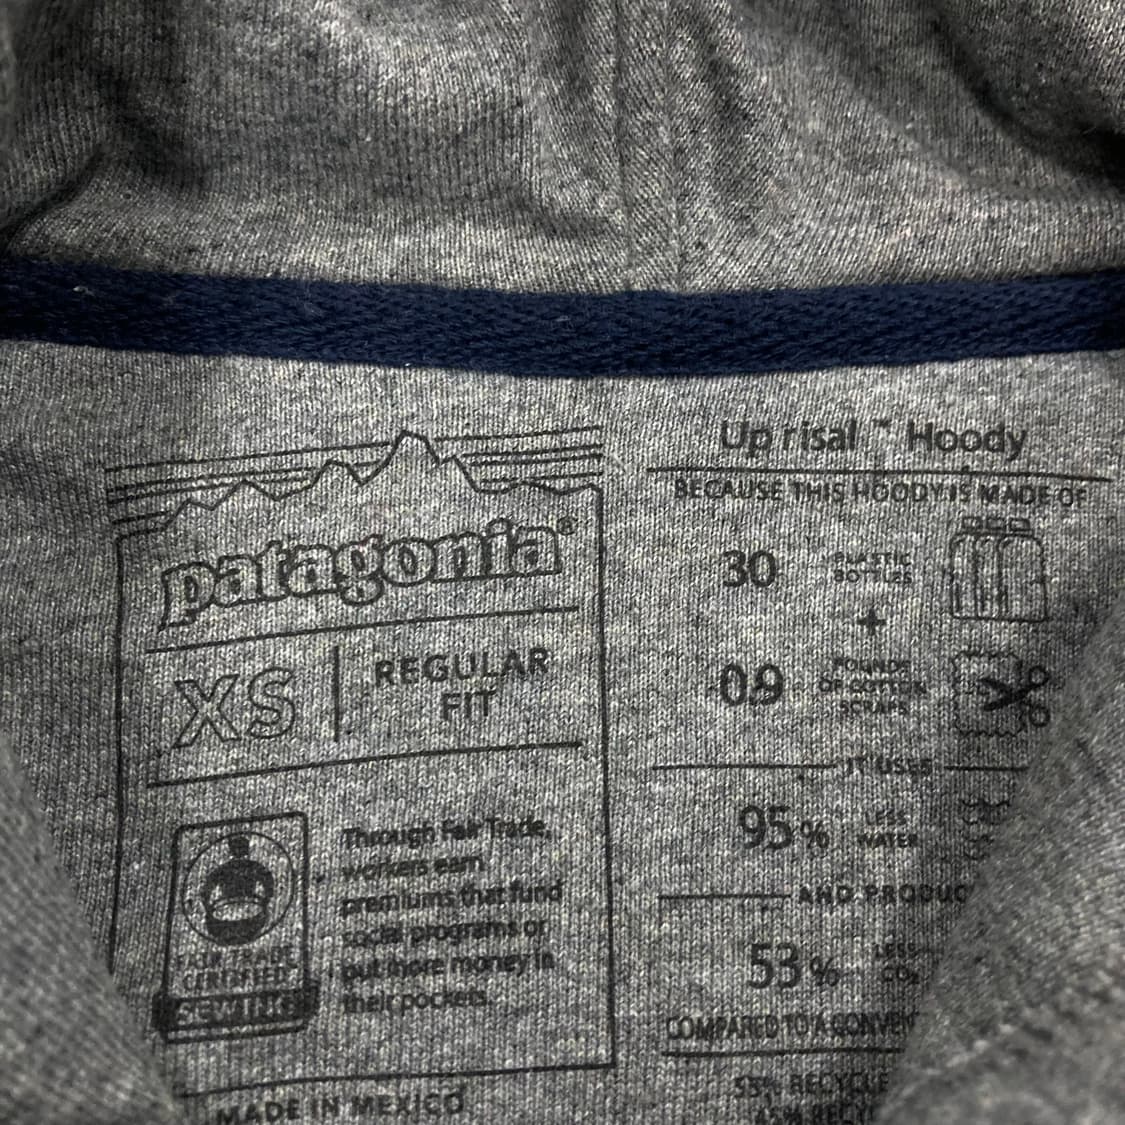 patagonia®
XS
REGULAR
FIT
Through Fair Trade,
workers earn
premiums that fund
social programs or
put more money in
their pockets.
FAIR TRADE
CERTIFIED
SEWING
MADE IN MEXICO
Uprisal™ Hoody
BECAUSE THIS HOODY IS MADE OF
30 PLASTIC
BOTTLES
+
0.9 POUNDS
OF COTTON
SCRAPS
IT USES
95% LESS
WATER
AND PRODUC
53% LESS
CO₂
COMPARED TO A CONVEN
RECYCLE
RECY